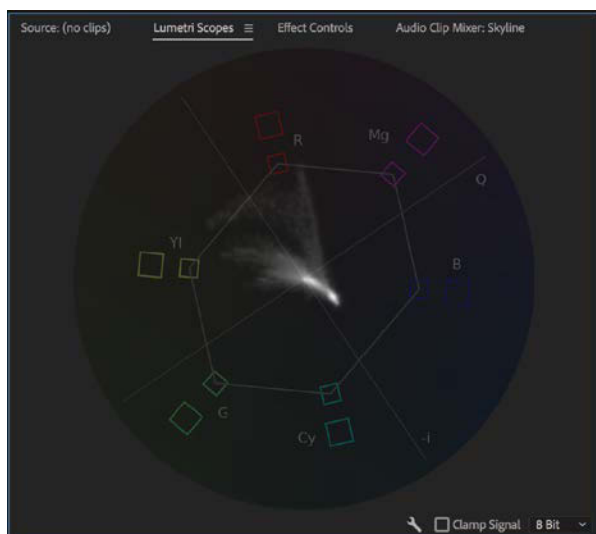 Source: (no clips) Lumetri Scopes Effect Controls Audio Clip Mixer: Skyline
R
Mg
Q
Yl
B
G
Cy
-i
Clamp Signal 8 Bit